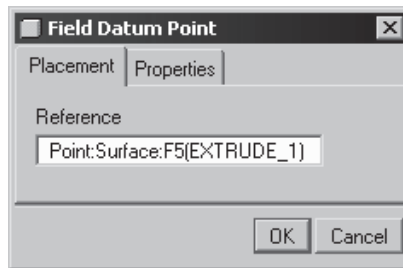 Field Datum Point
Placement Properties
Reference
Point:Surface:F5(EXTRUDE_1)
OK Cancel